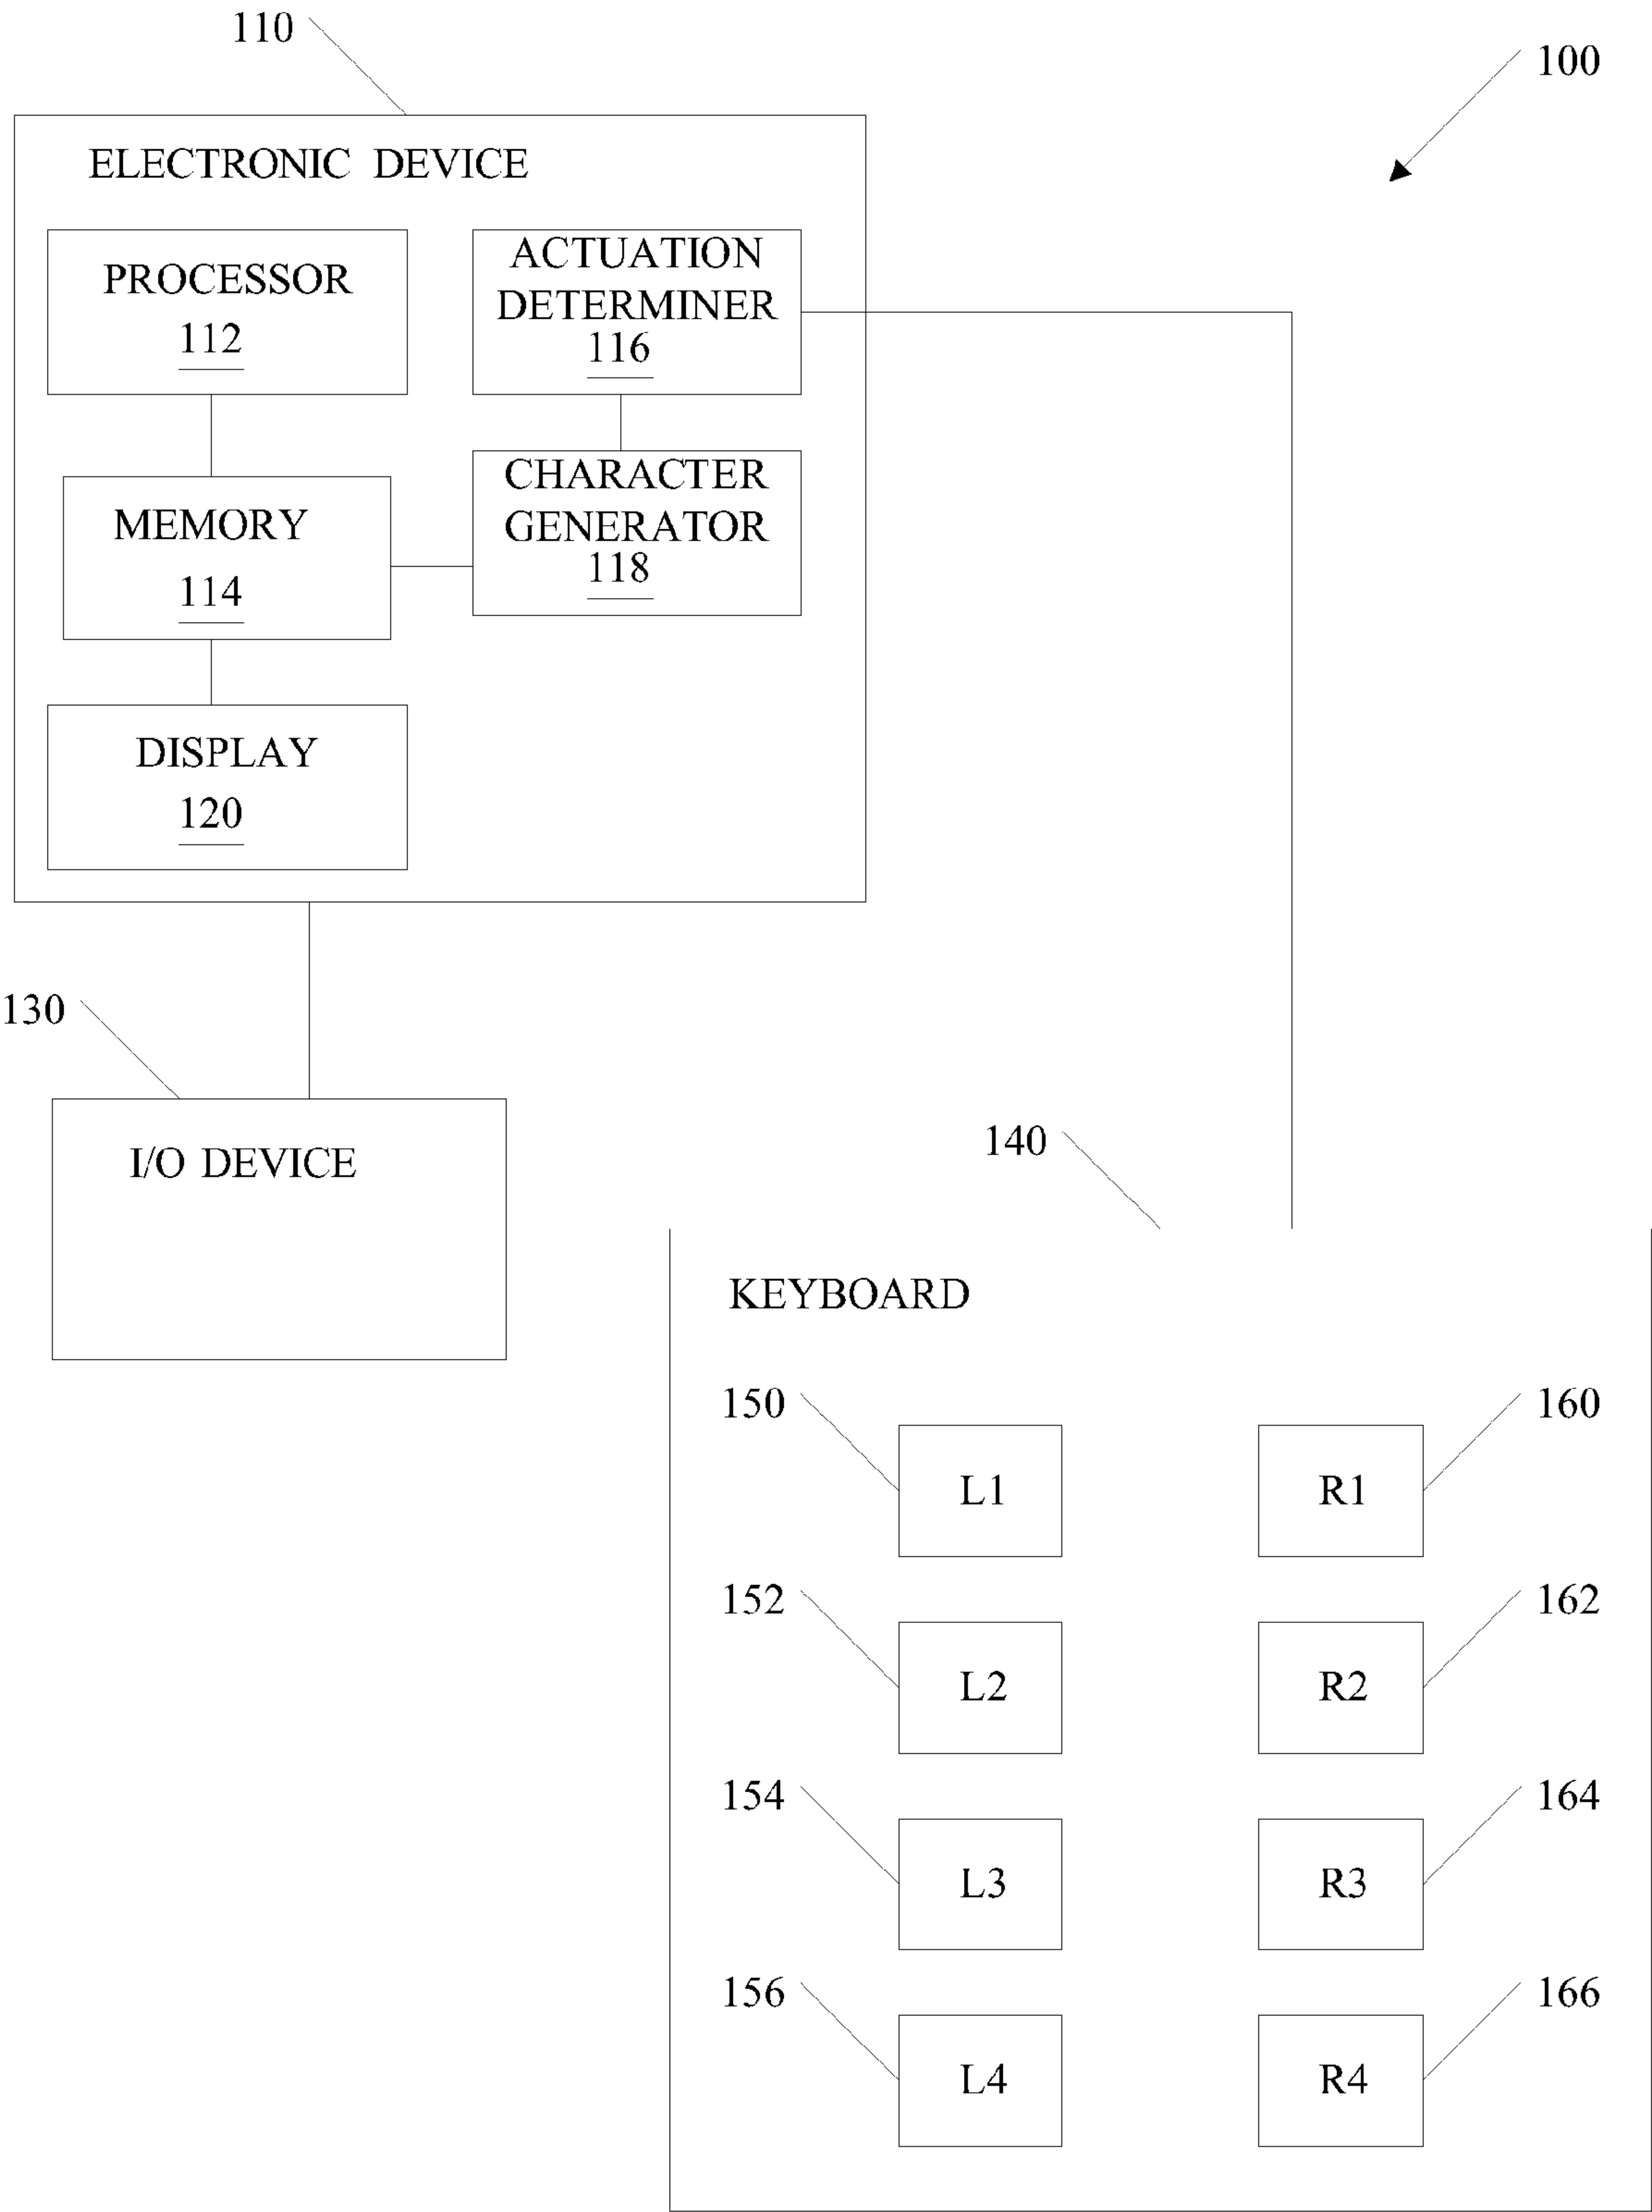 110
100
ELECTRONIC DEVICE
PROCESSOR
112
ACTUATION
DETERMINER
116
MEMORY
114
CHARACTER
GENERATOR
118
DISPLAY
120
130
I/O DEVICE
140
KEYBOARD
150
L1
R1
160
152
L2
R2
162
154
L3
R3
164
156
L4
R4
166